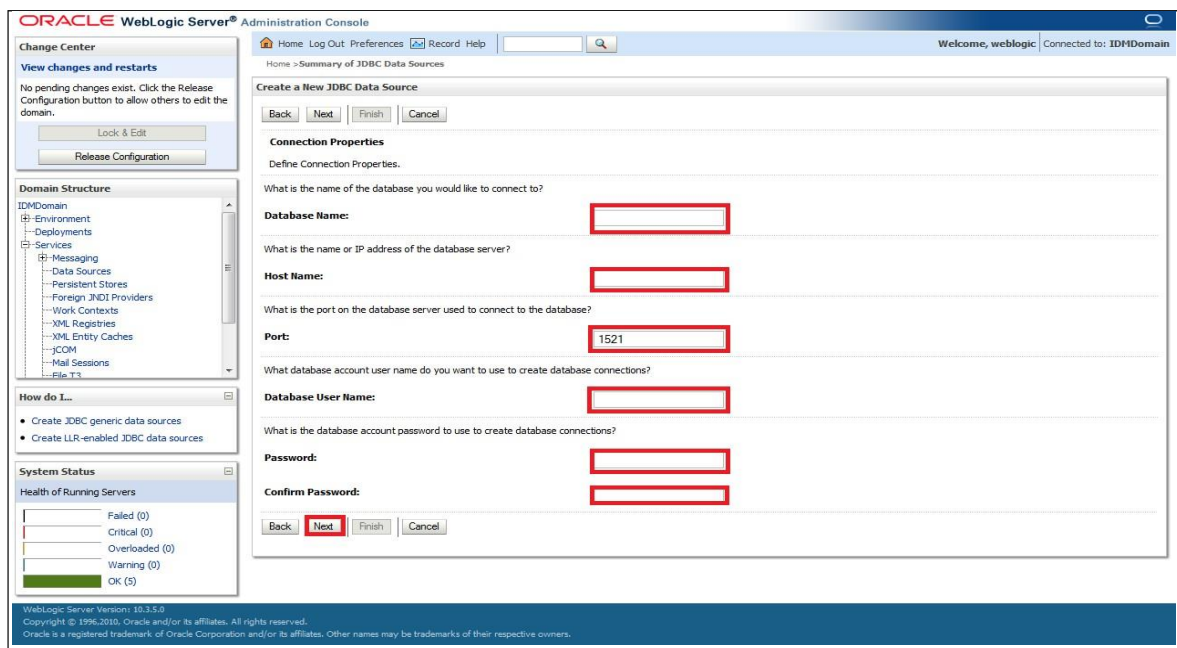 ORACLE WebLogic Server® Administration Console
Change Center
View changes and restarts
No pending changes exist. Click the Release
Configuration button to allow others to edit the
domain.
Lock & Edit
Release Configuration
Domain Structure
IDMDomain
Environment
Deployments
Services
Messaging
Data Sources
Persistent Stores
Foreign JNDI Providers
Work Contexts
XML Registries
XML Entity Caches
jCOM
Mail Sessions
File T3
How do I...
Create JDBC generic data sources
Create LLR-enabled JDBC data sources
System Status
Health of Running Servers
Failed (0)
Critical (0)
Overloaded (0)
Warning (0)
OK (5)
Home Log Out Preferences Record Help
Welcome, weblogic Connected to: IDMDomain
Home >Summary of JDBC Data Sources
Create a New JDBC Data Source
Back Next Finish Cancel
Connection Properties
Define Connection Properties.
What is the name of the database you would like to connect to?
Database Name:
What is the name or IP address of the database server?
Host Name:
What is the port on the database server used to connect to the database?
Port: 1521
What database account user name do you want to use to create database connections?
Database User Name:
What is the database account password to use to create database connections?
Password:
Confirm Password:
Back Next Finish Cancel
WebLogic Server Version: 10.3.5.0
Copyright © 1996,2010, Oracle and/or its affiliates. All rights reserved.
Oracle is a registered trademark of Oracle Corporation and/or its affiliates. Other names may be trademarks of their respective owners.